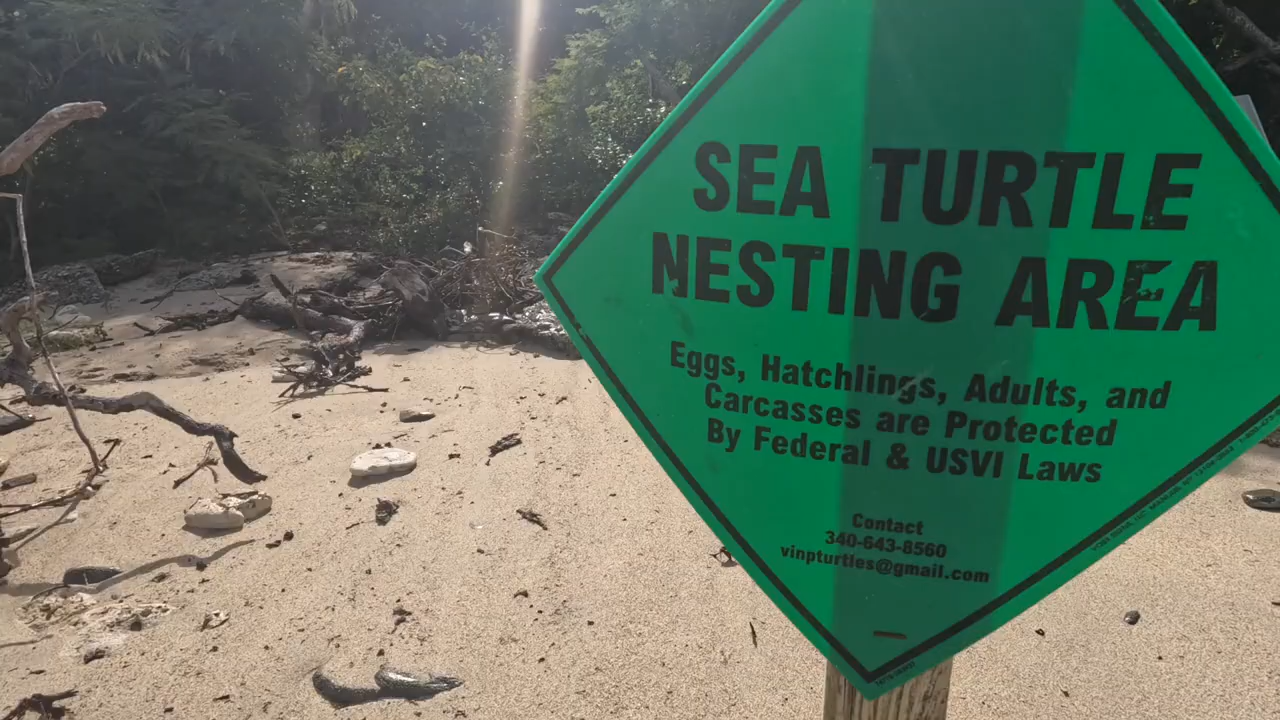 SEA TURTLE
NESTING AREA
Eggs, Hatchlings, Adults, and
Carcasses are Protected
By Federal & USVI Laws
Contact
340-643-8560
vinpturtles@gmail.com